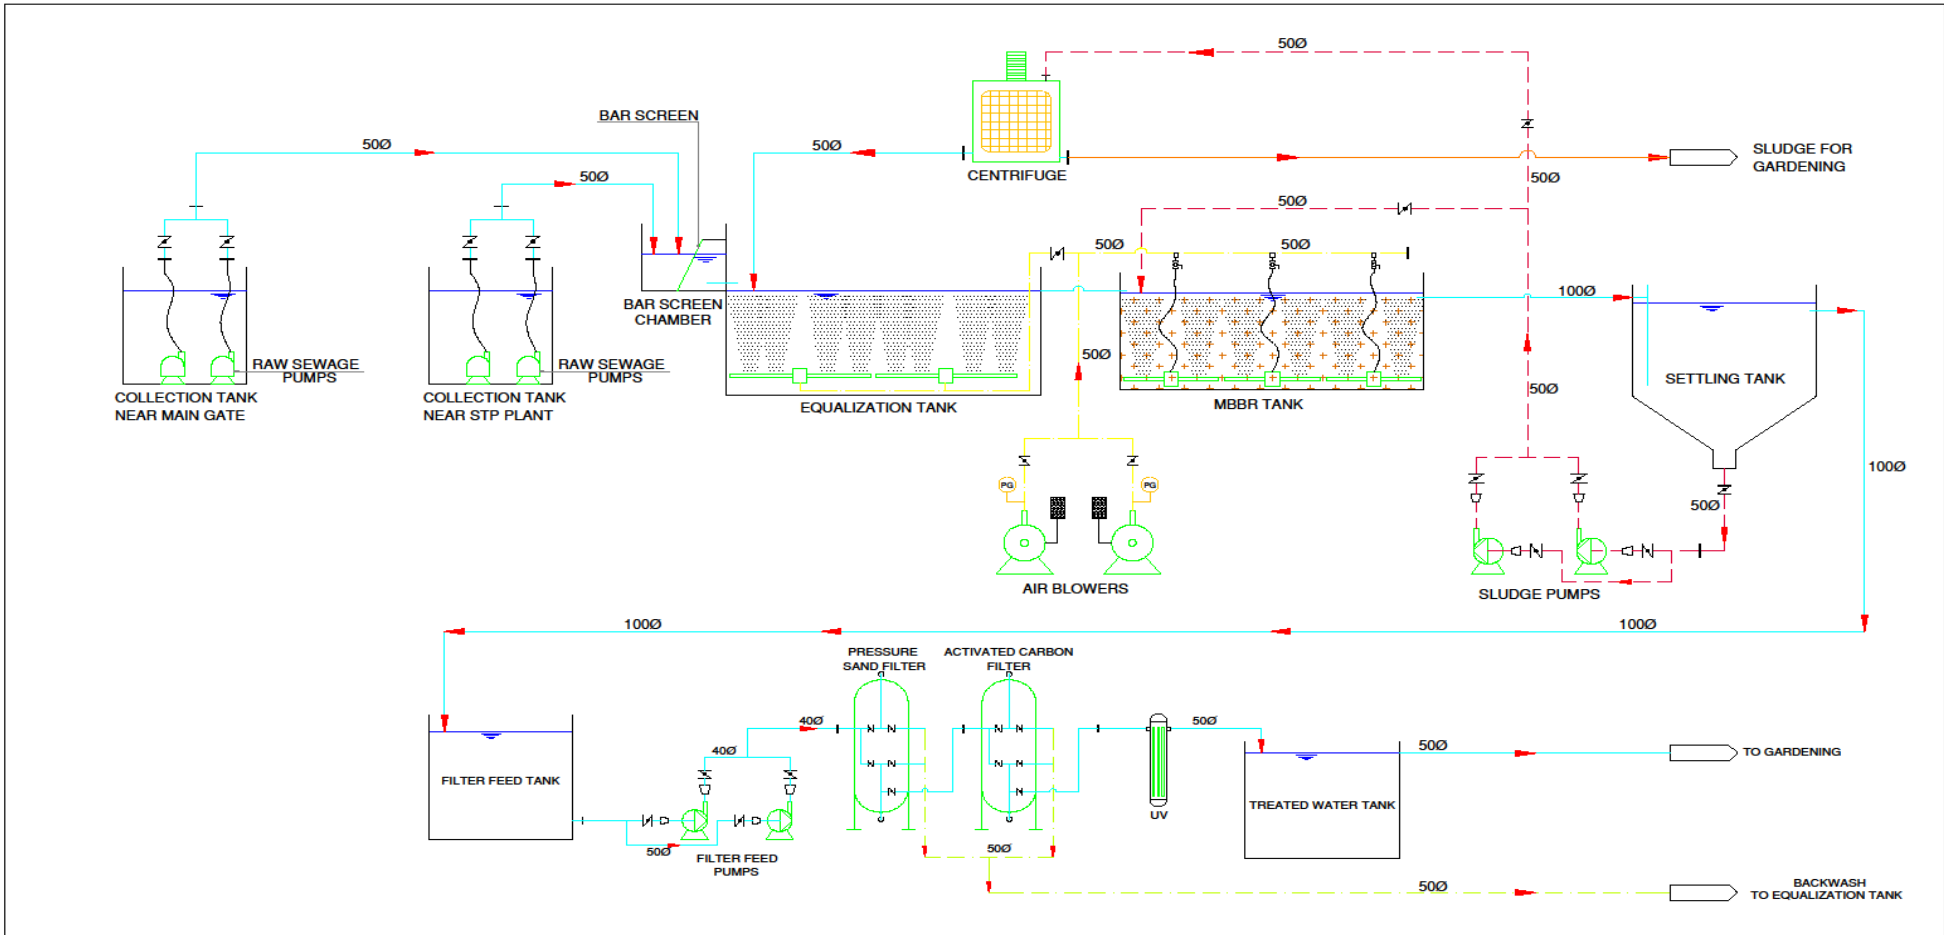 50Ø
BAR SCREEN
50Ø
50Ø
50Ø
CENTRIFUGE
SLUDGE FOR
GARDENING
50Ø
50Ø
50Ø
50Ø
BAR SCREEN
CHAMBER
100Ø
50Ø
RAW SEWAGE
PUMPS
RAW SEWAGE
PUMPS
COLLECTION TANK
NEAR MAIN GATE
COLLECTION TANK
NEAR STP PLANT
EQUALIZATION TANK
MBBR TANK
50Ø
SETTLING TANK
100Ø
PG
PG
50Ø
AIR BLOWERS
SLUDGE PUMPS
100Ø
100Ø
PRESSURE
SAND FILTER
ACTIVATED CARBON
FILTER
40Ø
40Ø
50Ø
50Ø
FILTER FEED TANK
TO GARDENING
TREATED WATER TANK
UV
50Ø
FILTER FEED
PUMPS
50Ø
50Ø
BACKWASH
TO EQUALIZATION TANK